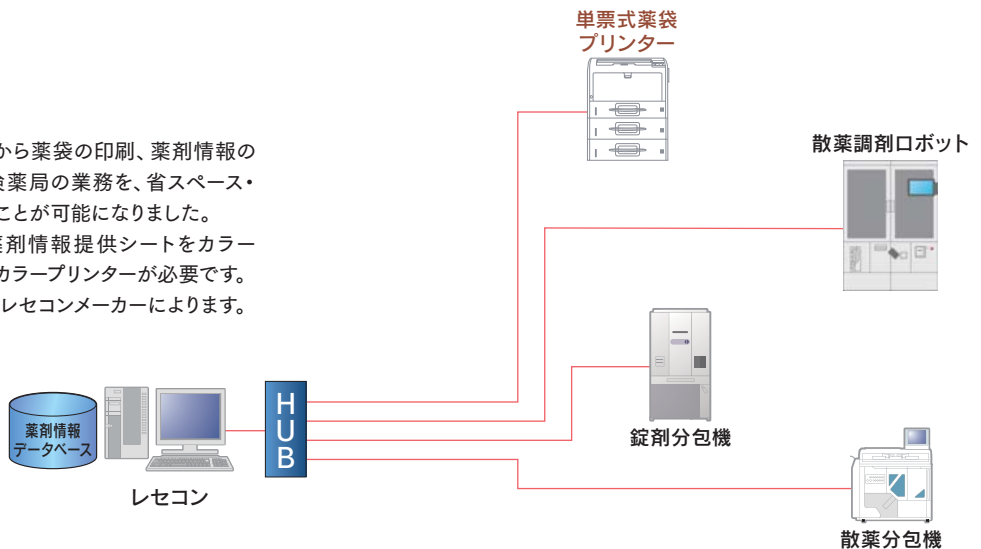 単票式薬袋
プリンター
から薬袋の印刷、薬剤情報の
険薬局の業務を、省スペース・
ことが可能になりました。
薬剤情報提供シートをカラー
カラープリンターが必要です。
レセコンメーカーによります。
散薬調剤ロボット
薬剤情報
データベース
レセコン
HUB
錠剤分包機
散薬分包機